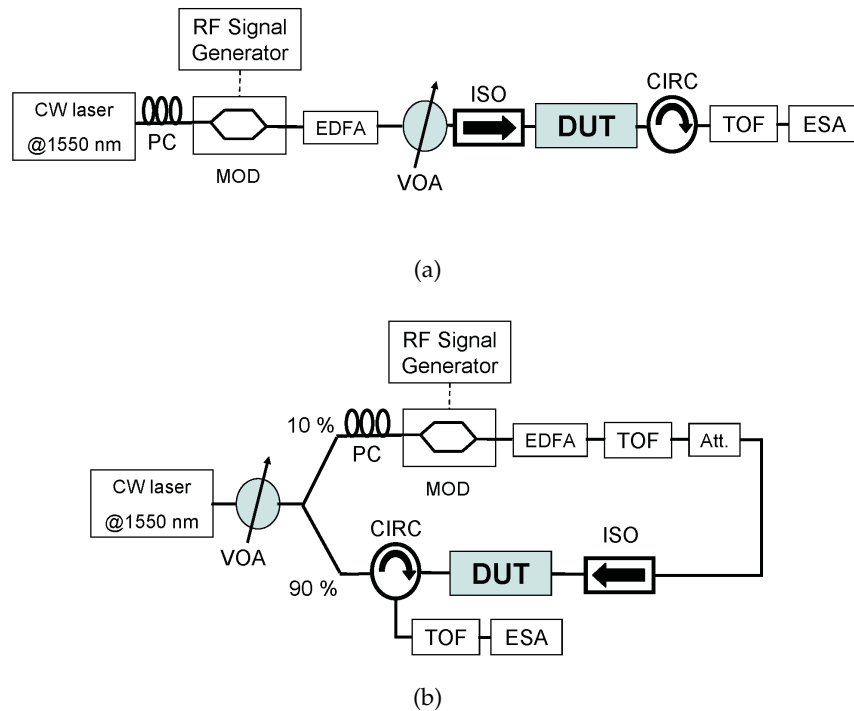 RF Signal
Generator
CW laser
@1550 nm
PC
MOD
EDFA
VOA
ISO
DUT
CIRC
TOF
ESA
(a)
RF Signal
Generator
10 %
PC
MOD
EDFA
TOF
Att.
CW laser
@1550 nm
VOA
90 %
CIRC
DUT
ISO
TOF
ESA
(b)